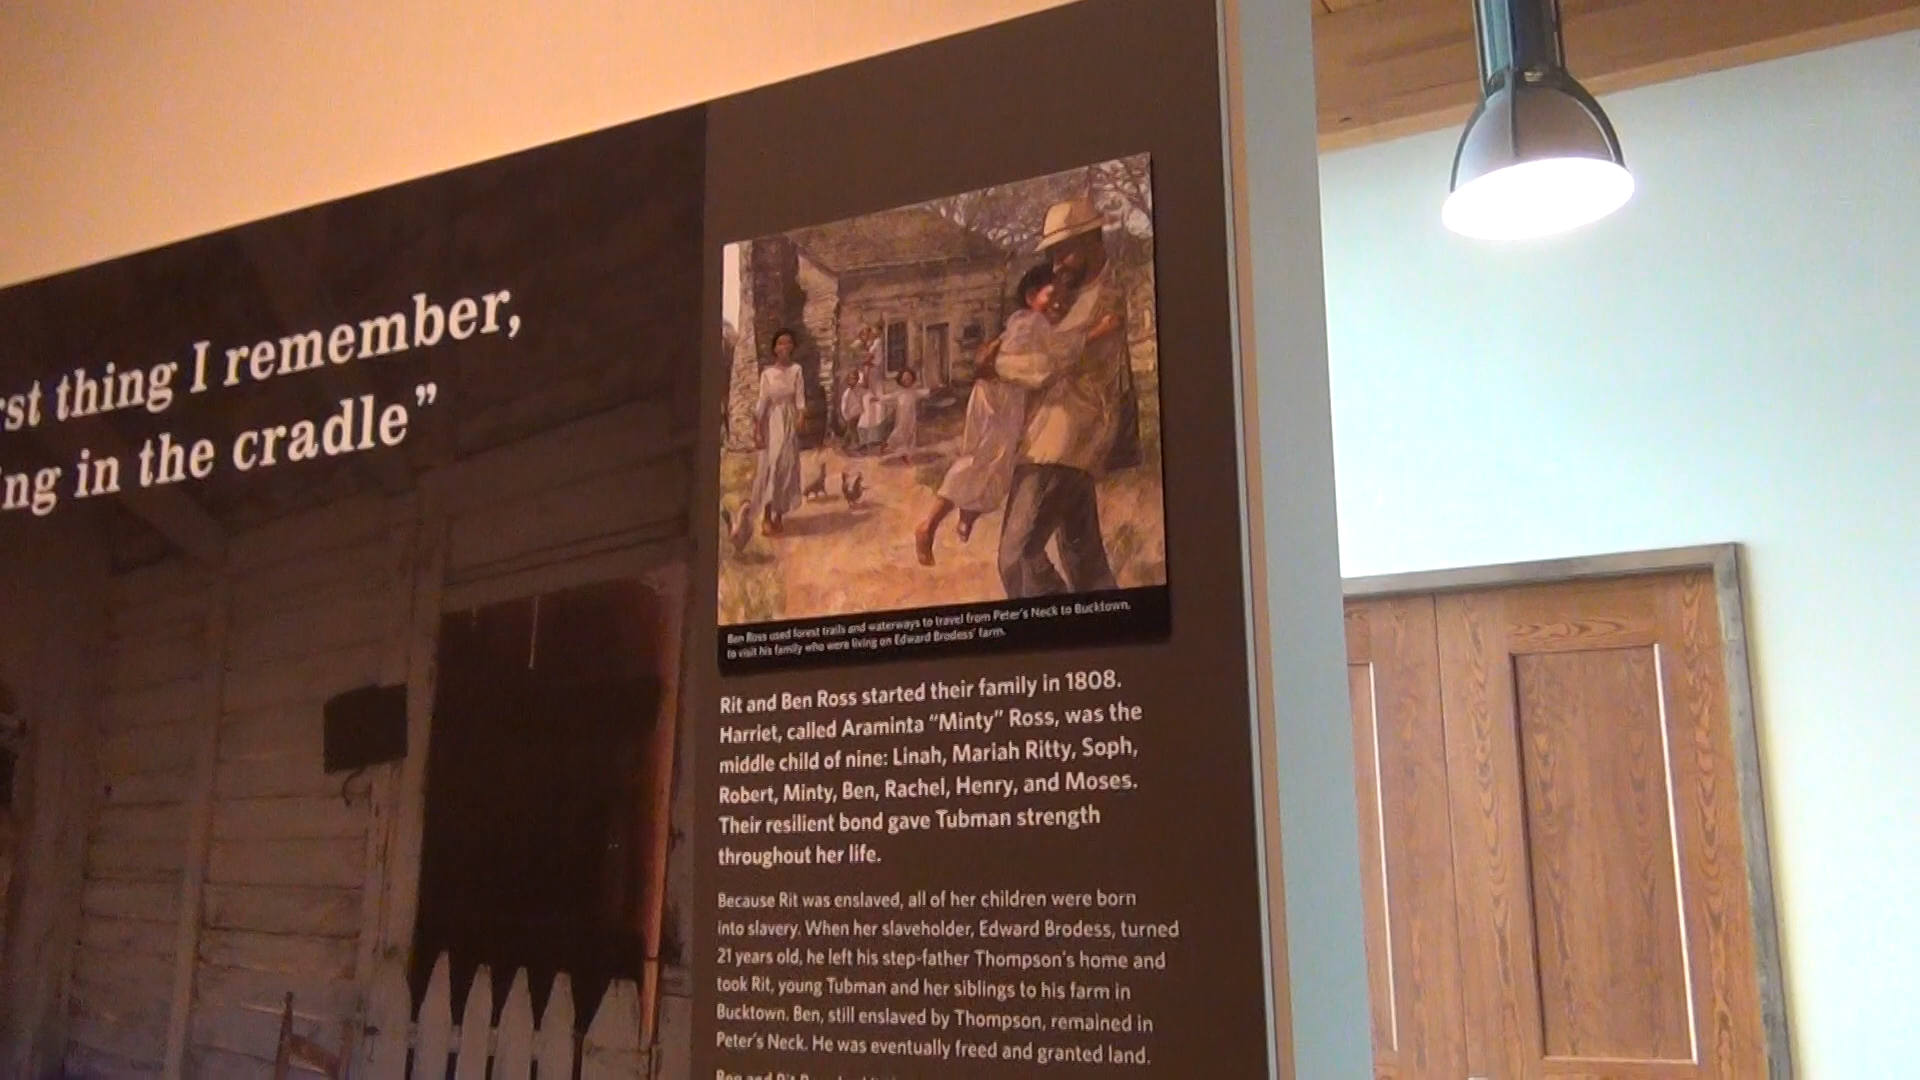 rst thing I remember,
ng in the cradle”
Ben Ross used forest trails and waterways to travel from Peter's Neck to Bucktown,
to visit his family who were living on Edward Brodess' farm.
Rit and Ben Ross started their family in 1808.
Harriet, called Araminta “Minty” Ross, was the
middle child of nine: Linah, Mariah Ritty, Soph,
Robert, Minty, Ben, Rachel, Henry, and Moses.
Their resilient bond gave Tubman strength
throughout her life.
Because Rit was enslaved, all of her children were born
into slavery. When her slaveholder, Edward Brodess, turned
21 years old, he left his step-father Thompson's home and
took Rit, young Tubman and her siblings to his farm in
Bucktown. Ben, still enslaved by Thompson, remained in
Peter's Neck. He was eventually freed and granted land.